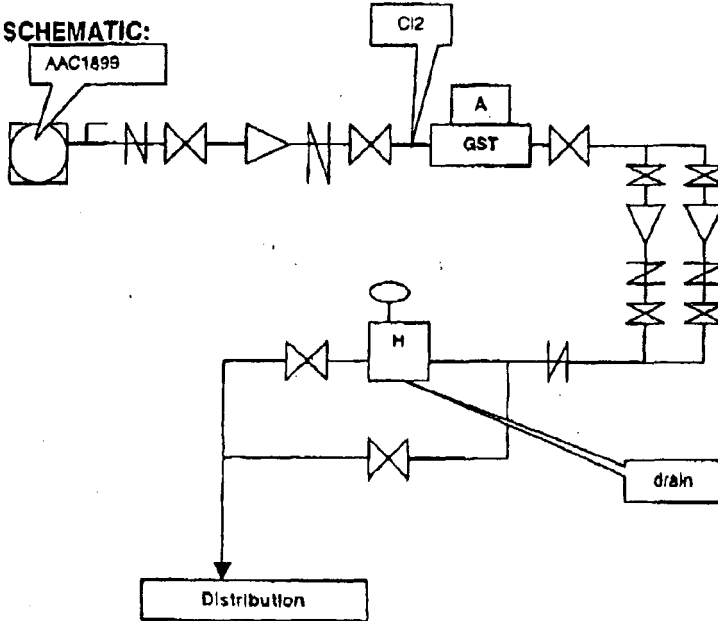 SCHEMATIC:
AAC1899
Cl2
A
GST
H
drain
Distribution